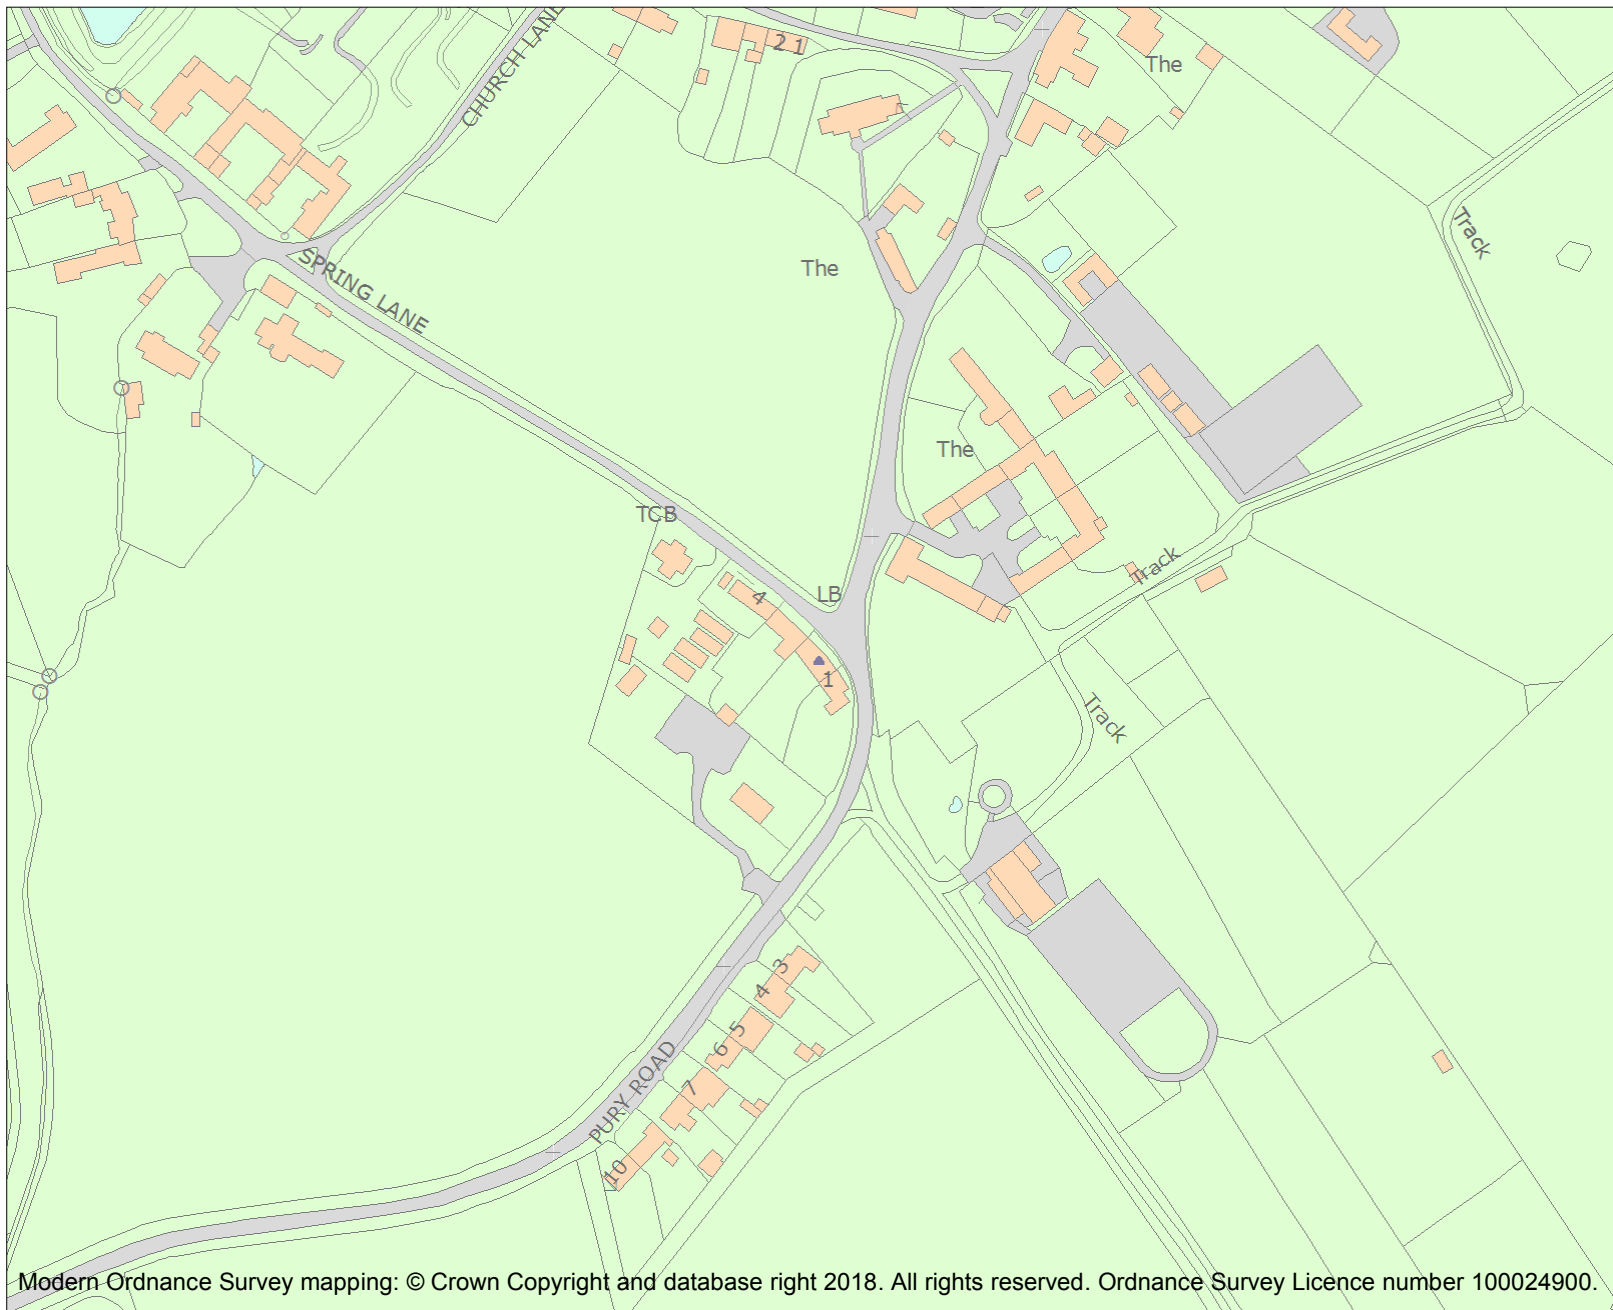 CHURCH LANE
2 1
The
Track
SPRING LANE
The
The
TCB
Track
LB
4
1
Track
3
4
5
6
PURY ROAD
7
10
Modern Ordnance Survey mapping: © Crown Copyright and database right 2018. All rights reserved. Ordnance Survey Licence number 100024900.